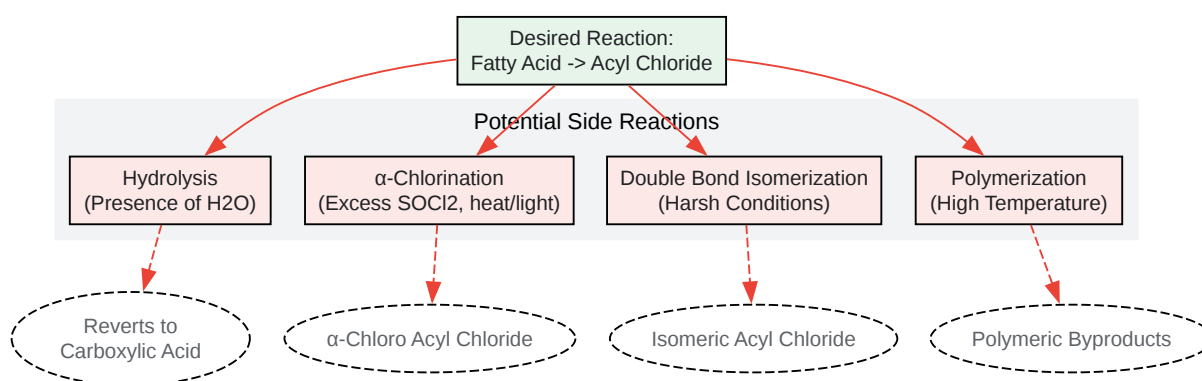 Desired Reaction:
Fatty Acid -> Acyl Chloride
Potential Side Reactions
Hydrolysis
(Presence of H2O)
α-Chlorination
(Excess SOCl2, heat/light)
Double Bond Isomerization
(Harsh Conditions)
Polymerization
(High Temperature)
Reverts to
Carboxylic Acid
α-Chloro Acyl Chloride
Isomeric Acyl Chloride
Polymeric Byproducts